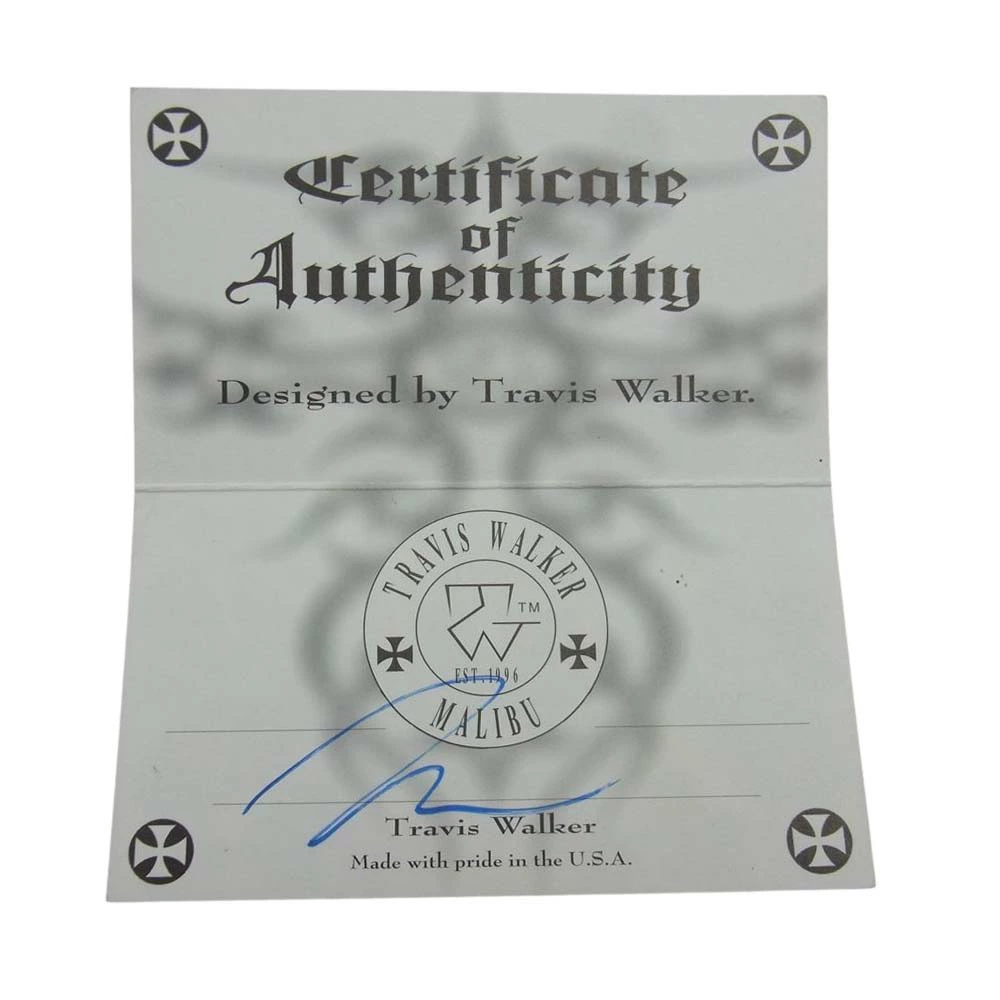 Certificate
of
Authenticity
Designed by Travis Walker.
TRAVIS WALKER
TM
EST. 1996
MALIBU
Travis Walker
Made with pride in the U.S.A.